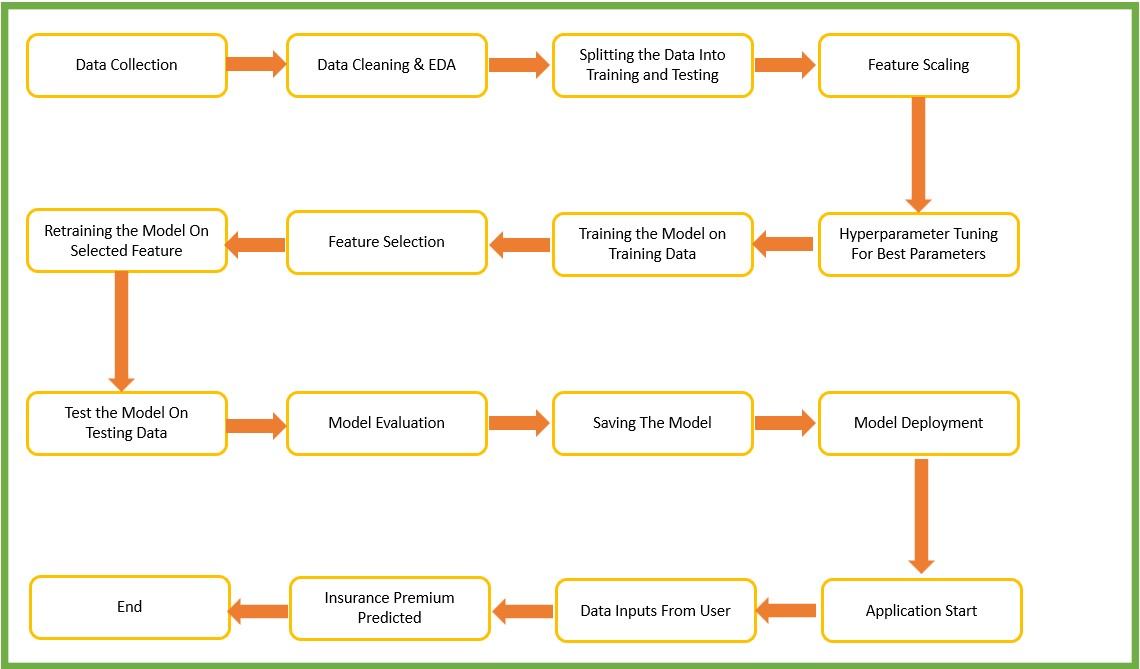 Data Collection
Data Cleaning & EDA
Splitting the Data Into
Training and Testing
Feature Scaling
Hyperparameter Tuning
For Best Parameters
Training the Model on
Training Data
Feature Selection
Retraining the Model On
Selected Feature
Test the Model On
Testing Data
Model Evaluation
Saving The Model
Model Deployment
Application Start
Data Inputs From User
Insurance Premium
Predicted
End